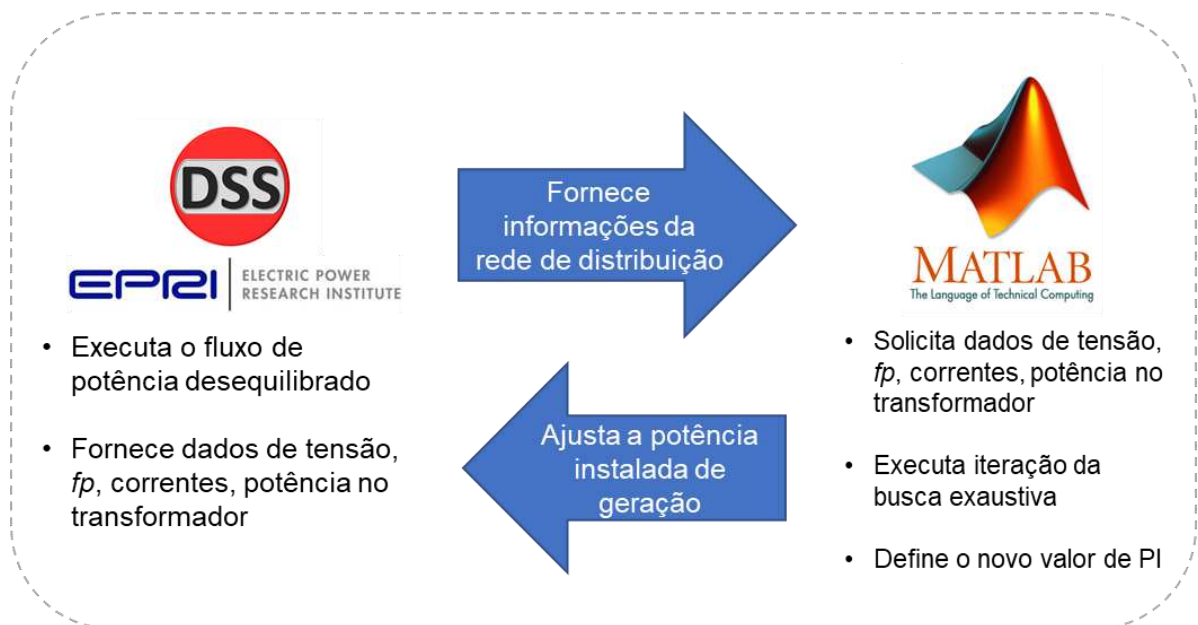 DSS
EPRI
ELECTRIC POWER
RESEARCH INSTITUTE
• Executa o fluxo de
potência desequilibrado
• Fornece dados de tensão,
fp, correntes, potência no
transformador
Fornece
informações da
rede de distribuição
Ajusta a potência
instalada de
geração
MATLAB
The Language of Technical Computing
• Solicita dados de tensão,
fp, correntes, potência no
transformador
• Executa iteração da
busca exaustiva
• Define o novo valor de PI